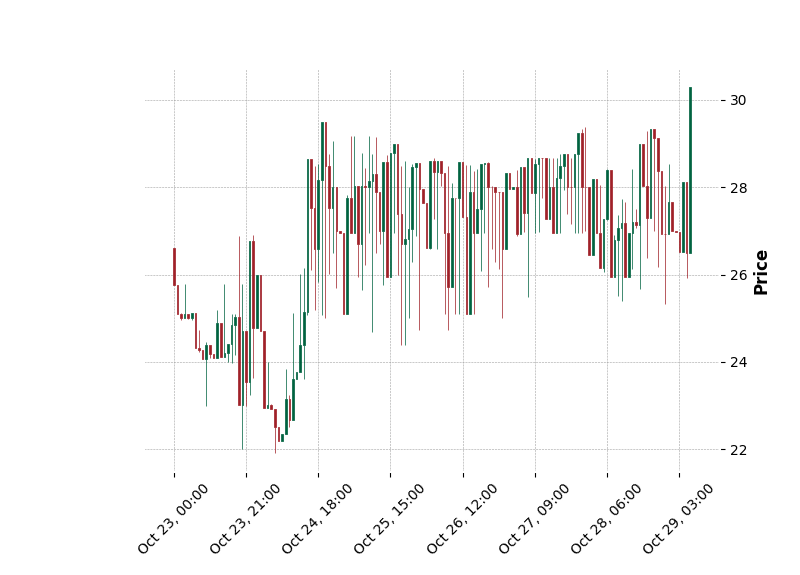 30
28
26
24
22
Price
Oct 23, 00:00
Oct 23, 21:00
Oct 24, 18:00
Oct 25, 15:00
Oct 26, 12:00
Oct 27, 09:00
Oct 28, 06:00
Oct 29, 03:00